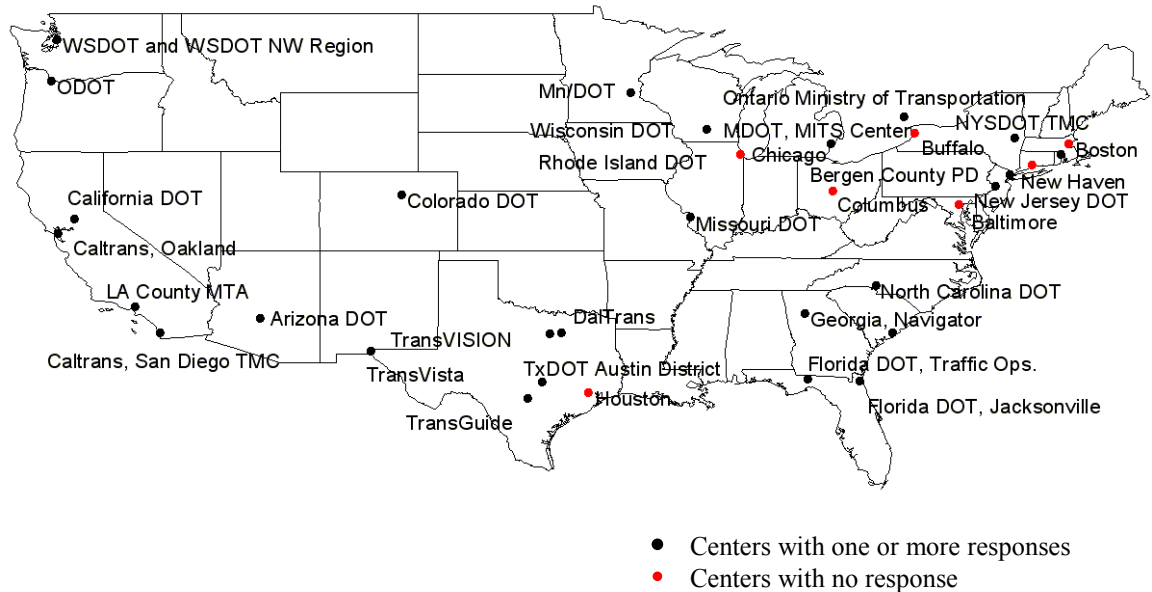 WSDOT and WSDOT NW Region
ODOT
Mn/DOT
Ontario Ministry of Transportation
Wisconsin DOT
MDOT, MITS Center
NYSDOT TMC
Buffalo
Boston
Rhode Island DOT
Chicago
Bergen County PD
New Haven
California DOT
Colorado DOT
Columbus
New Jersey DOT
Missouri DOT
Baltimore
Caltrans, Oakland
LA County MTA
North Carolina DOT
Arizona DOT
DalTrans
Georgia, Navigator
TransVISION
Caltrans, San Diego TMC
TransVista
TxDOT Austin District
Florida DOT, Traffic Ops.
Houston
Florida DOT, Jacksonville
TransGuide
Centers with one or more responses
Centers with no response